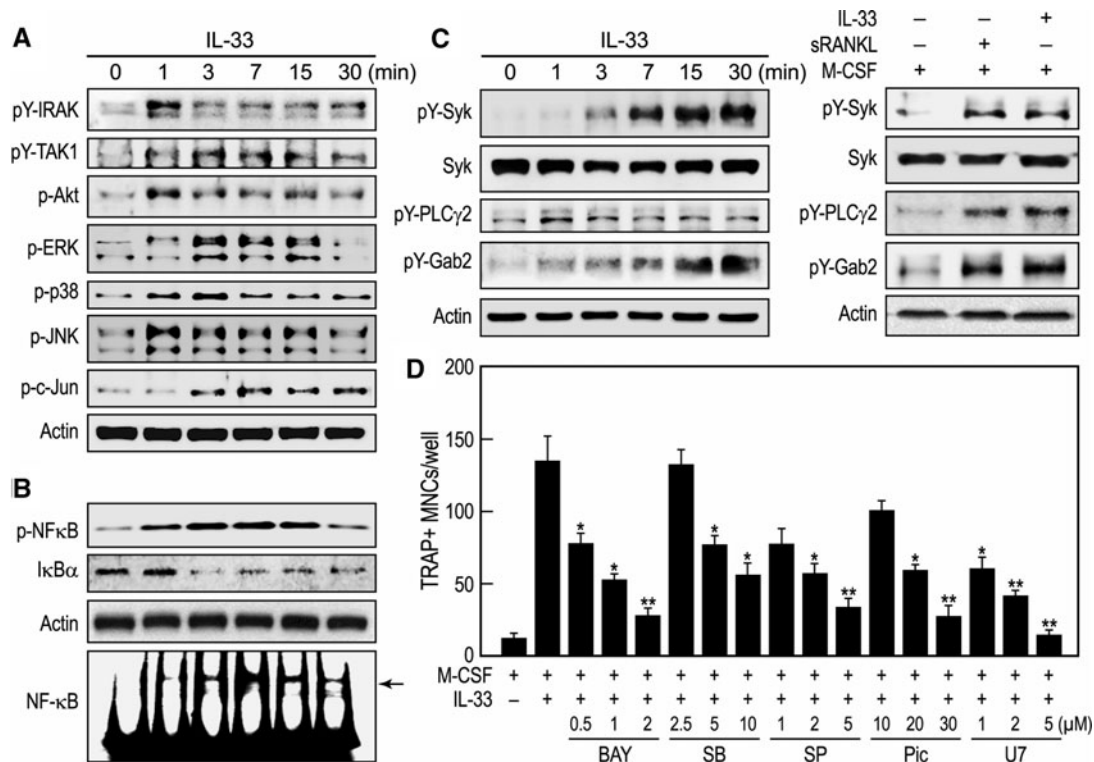 A
IL-33
0 1 3 7 15 30 (min)
pY-IRAK
pY-TAK1
p-Akt
p-ERK
p-p38
p-JNK
p-c-Jun
Actin
B
p-NFκB
IκBα
Actin
NF-κB
C
IL-33
0 1 3 7 15 30 (min)
pY-Syk
Syk
pY-PLCγ2
pY-Gab2
Actin
IL-33 – – +
sRANKL – + –
M-CSF + + +
pY-Syk
Syk
pY-PLCγ2
pY-Gab2
Actin
D
TRAP+ MNCs/well
200
150
100
50
0
* * ** * * * ** * ** * ** **
M-CSF + + + + + + + + + + + + + + + + +
IL-33 – + + + + + + + + + + + + + + + +
0.5 1 2 2.5 5 10 1 2 5 10 20 30 1 2 5 (μM)
BAY SB SP Pic U7